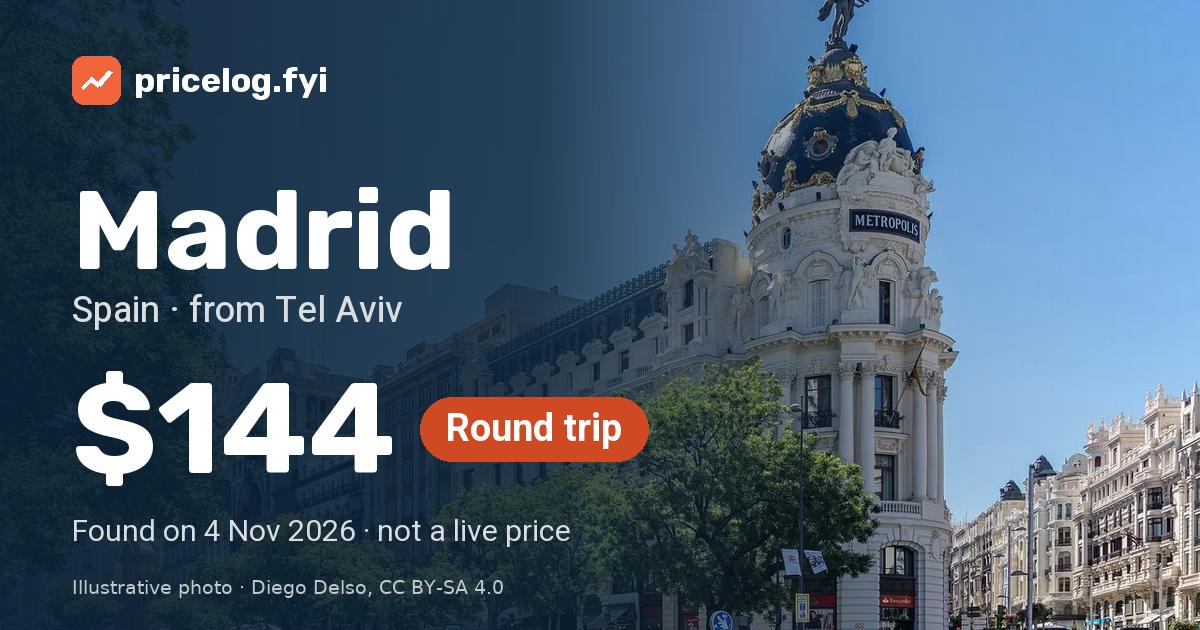 pricelog.fyi
Madrid
Spain · from Tel Aviv
$144
Round trip
Found on 4 Nov 2026 · not a live price
Illustrative photo · Diego Delso, CC BY-SA 4.0
METROPOLIS